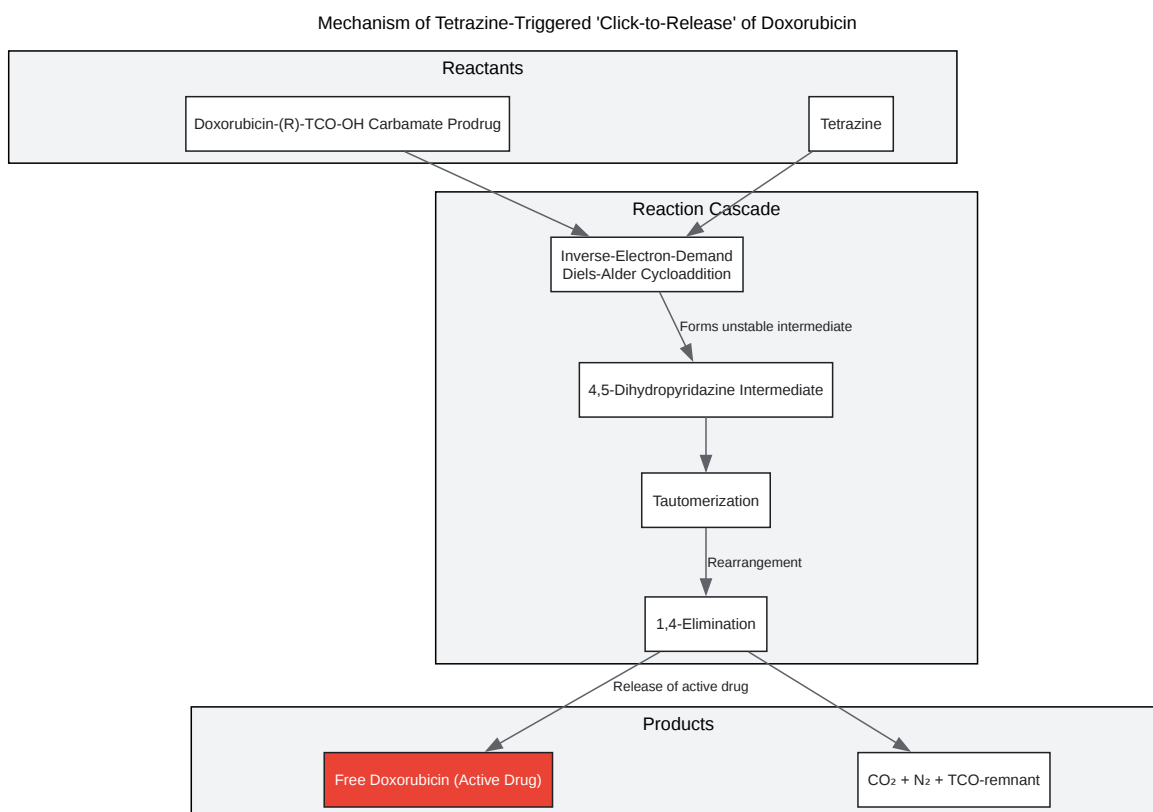 Mechanism of Tetrazine-Triggered 'Click-to-Release' of Doxorubicin
Reactants
Doxorubicin-(R)-TCO-OH Carbamate Prodrug
Tetrazine
Reaction Cascade
Inverse-Electron-Demand
Diels-Alder Cycloaddition
Forms unstable intermediate
4,5-Dihydropyridazine Intermediate
Tautomerization
Rearrangement
1,4-Elimination
Release of active drug
Products
Free Doxorubicin (Active Drug)
CO₂ + N₂ + TCO-remnant